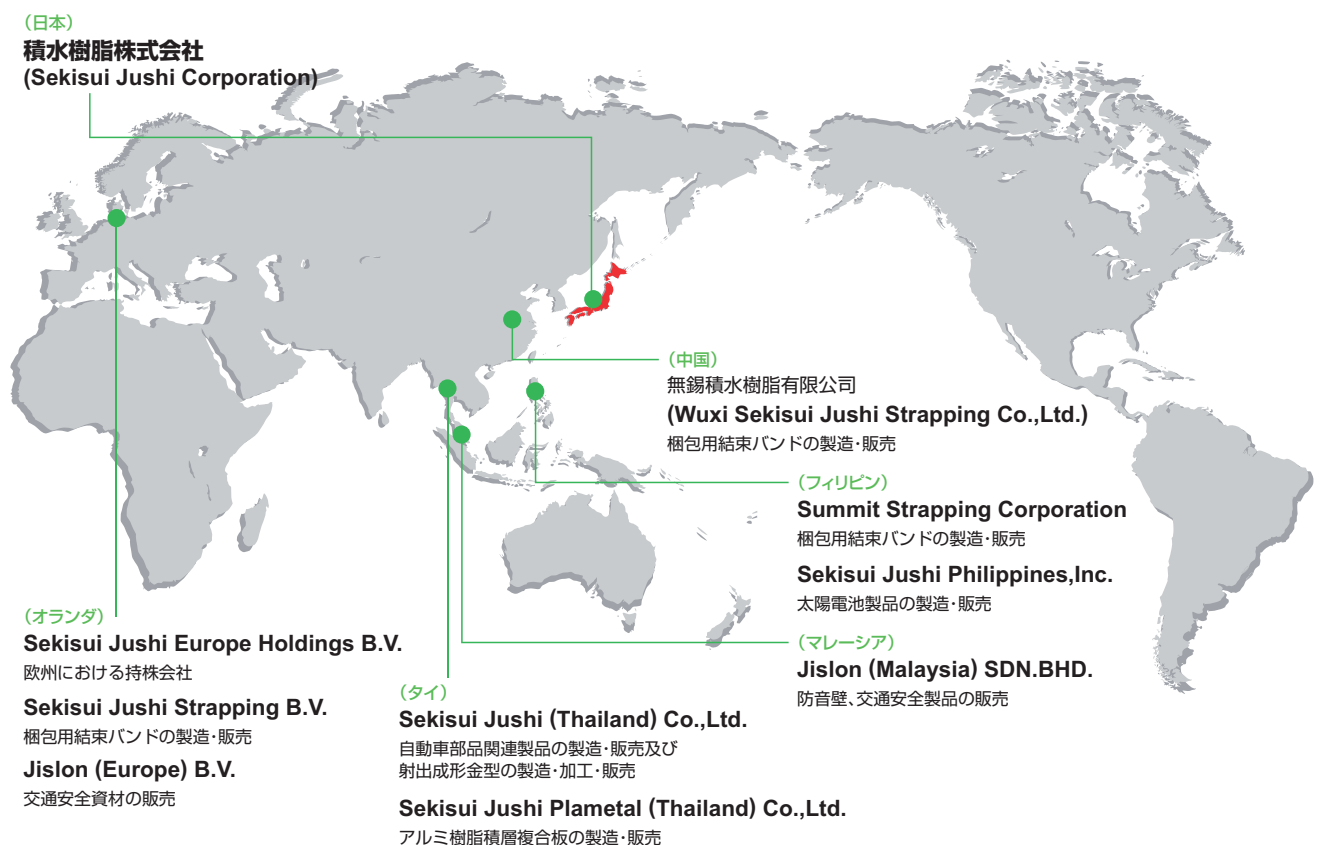 （日本）
積水樹脂株式会社
(Sekisui Jushi Corporation)
（中国）
無錫積水樹脂有限公司
(Wuxi Sekisui Jushi Strapping Co.,Ltd.)
梱包用結束バンドの製造・販売
（フィリピン）
Summit Strapping Corporation
梱包用結束バンドの製造・販売
Sekisui Jushi Philippines,Inc.
太陽電池製品の製造・販売
（マレーシア）
Jislon (Malaysia) SDN.BHD.
防音壁、交通安全製品の販売
（オランダ）
Sekisui Jushi Europe Holdings B.V.
欧州における持株会社
Sekisui Jushi Strapping B.V.
梱包用結束バンドの製造・販売
Jislon (Europe) B.V.
交通安全資材の販売
（タイ）
Sekisui Jushi (Thailand) Co.,Ltd.
自動車部品関連製品の製造・販売及び
射出成形金型の製造・加工・販売
Sekisui Jushi Plametal (Thailand) Co.,Ltd.
アルミ樹脂積層複合板の製造・販売